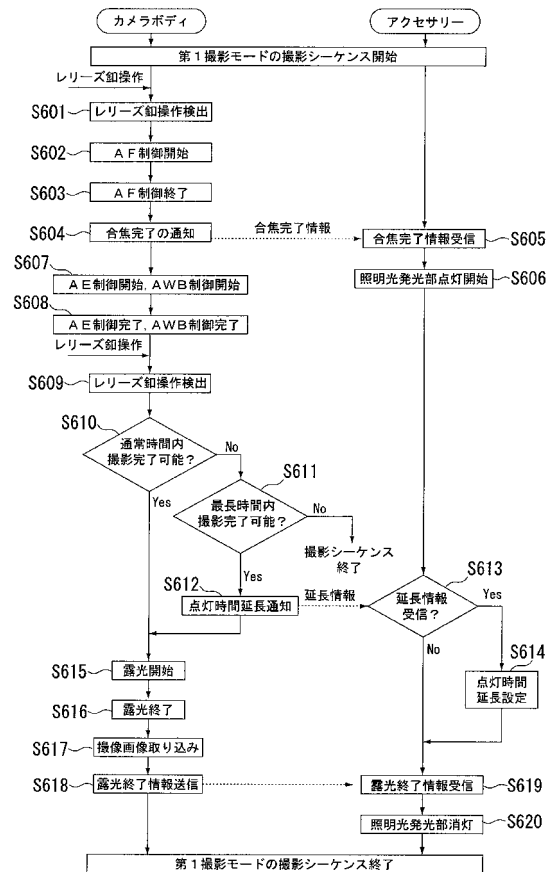 カメラボディ
アクセサリー
第１撮影モードの撮影シーケンス開始
レリーズ釦操作
S601
レリーズ釦操作検出
S602
ＡＦ制御開始
S603
ＡＦ制御終了
S604
合焦完了の通知
合焦完了情報
合焦完了情報受信
S605
照明光発光部点灯開始
S606
S607
ＡＥ制御開始，AWB制御開始
S608
ＡＥ制御完了，AWB制御完了
レリーズ釦操作
S609
レリーズ釦操作検出
S610
通常時間内
撮影完了可能？
No
Yes
S611
最長時間内
撮影完了可能？
No
撮影シーケンス
終了
Yes
S612
点灯時間延長通知
延長情報
S613
延長情報
受信？
Yes
No
S614
点灯時間
延長設定
S615
露光開始
S616
露光終了
S617
撮像画像取り込み
S618
露光終了情報送信
露光終了情報受信
S619
照明光発光部消灯
S620
第１撮影モードの撮影シーケンス終了